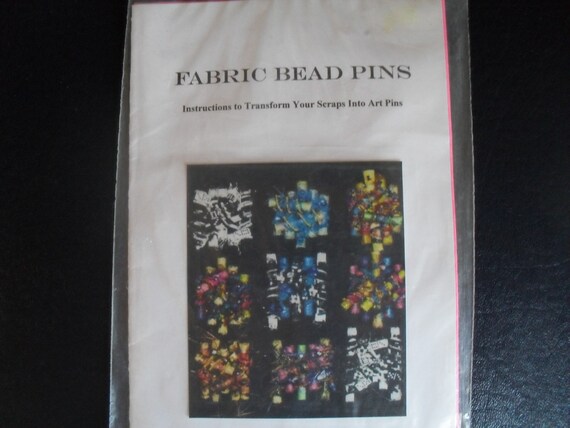 FABRIC BEAD PINS
Instructions to Transform Your Scraps Into Art Pins